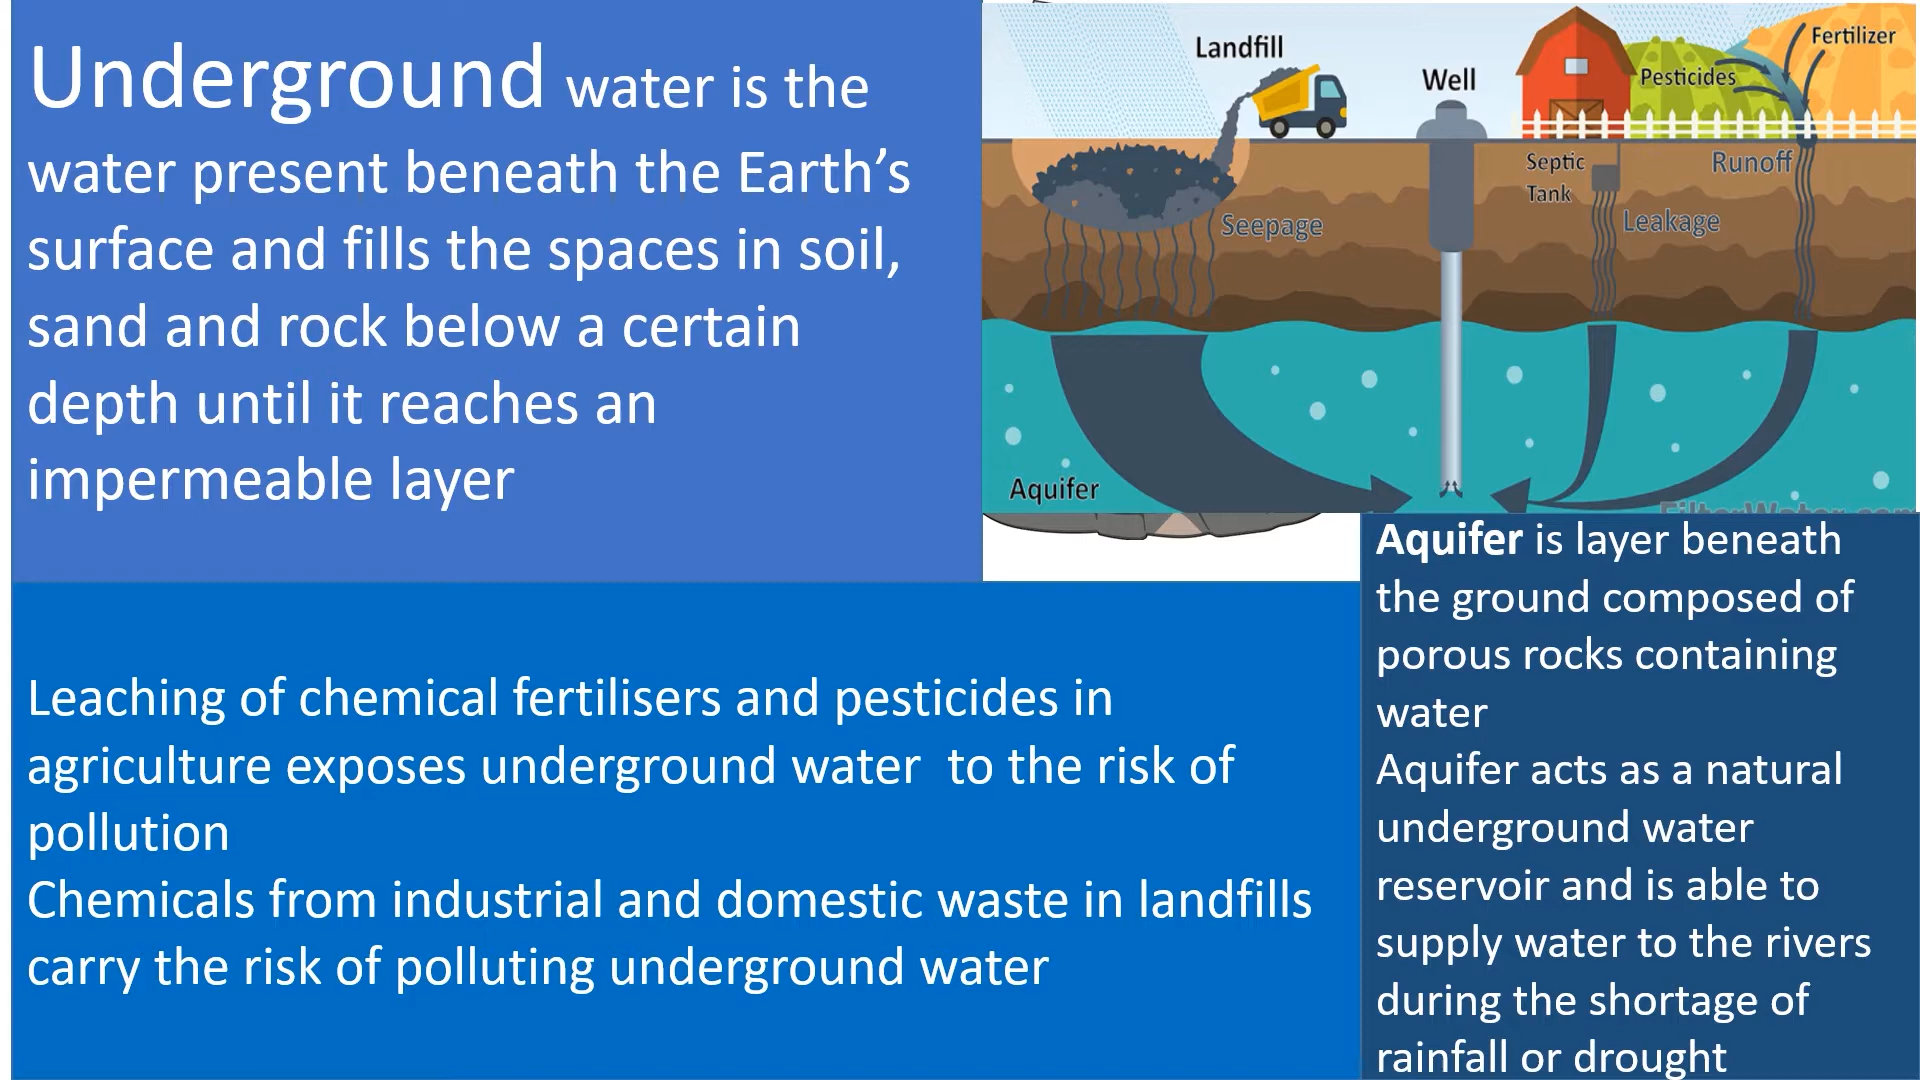 Underground water is the
water present beneath the Earth’s
surface and fills the spaces in soil,
sand and rock below a certain
depth until it reaches an
impermeable layer
Landfill
Well
Fertilizer
Pesticides
Septic
Tank
Runoff
Seepage
Leakage
Aquifer
FilterWater.com
Leaching of chemical fertilisers and pesticides in
agriculture exposes underground water  to the risk of
pollution
Chemicals from industrial and domestic waste in landfills
carry the risk of polluting underground water
Aquifer is layer beneath
the ground composed of
porous rocks containing
water
Aquifer acts as a natural
underground water
reservoir and is able to
supply water to the rivers
during the shortage of
rainfall or drought